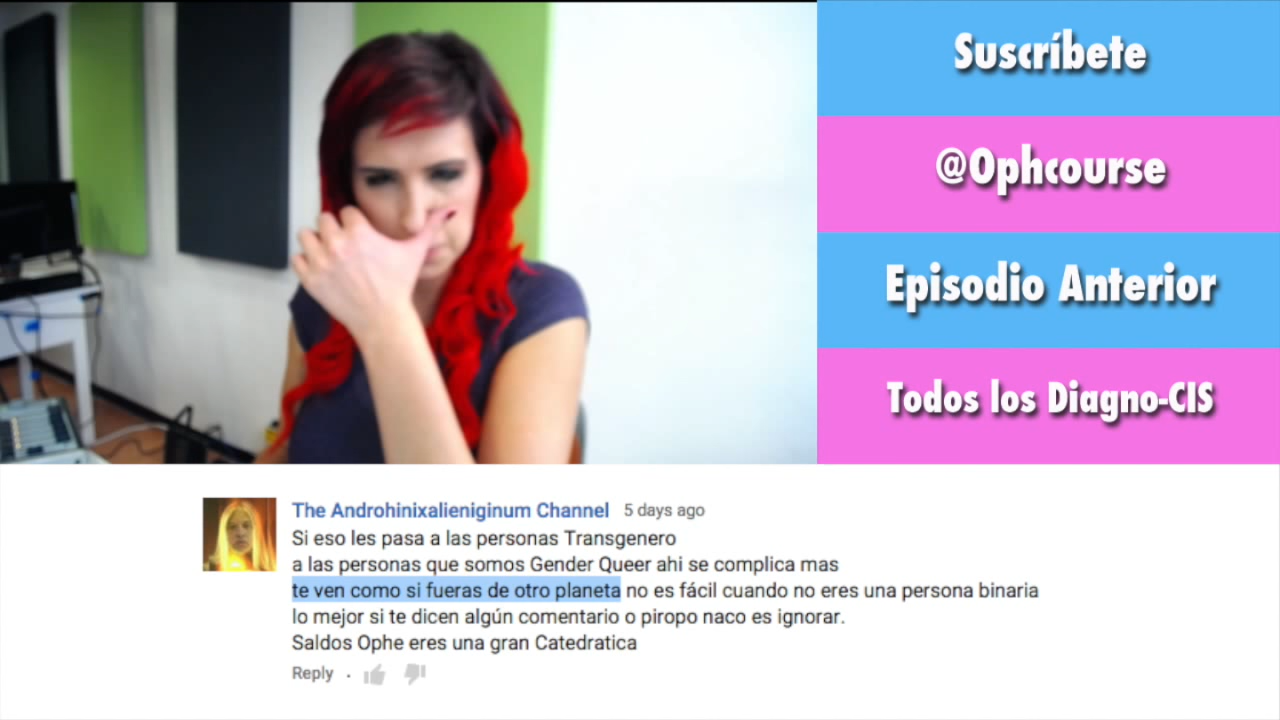 Suscríbete
@Ophcourse
Episodio Anterior
Todos los Diagno-CIS
The Androhinixalieniginum Channel 5 days ago
Si eso les pasa a las personas Transgenero
a las personas que somos Gender Queer ahi se complica mas
te ven como si fueras de otro planeta no es fácil cuando no eres una persona binaria
lo mejor si te dicen algún comentario o piropo naco es ignorar.
Saldos Ophe eres una gran Catedratica
Reply ·